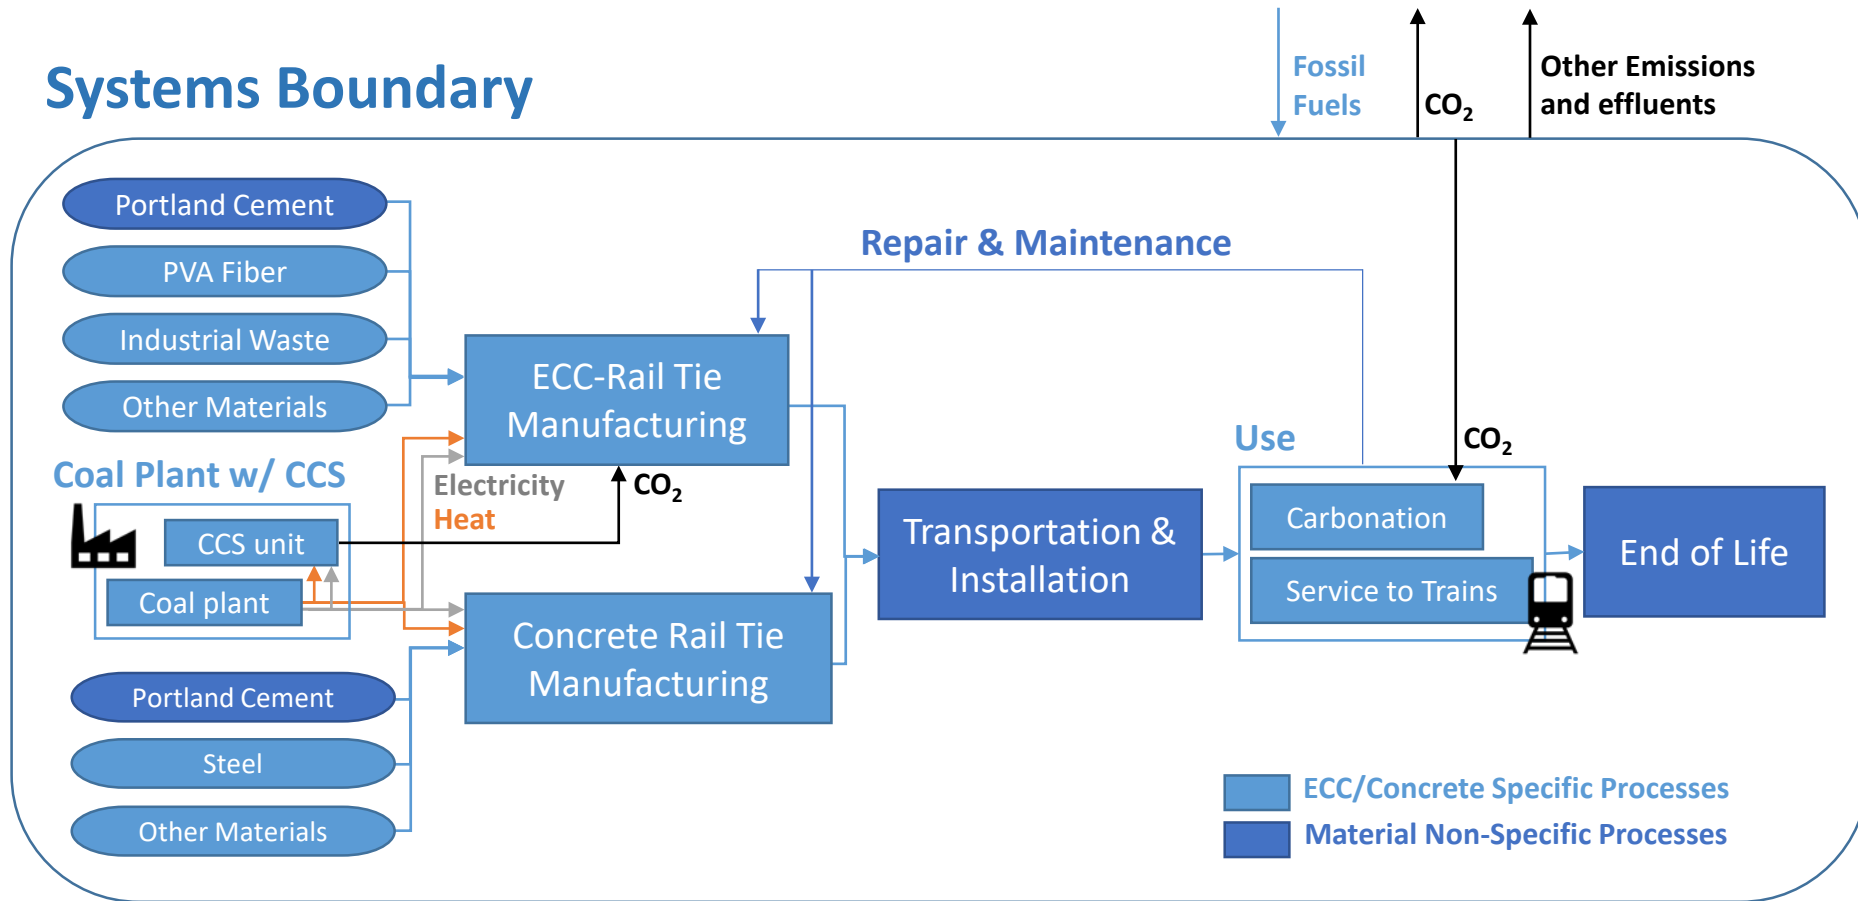 Systems Boundary
Fossil
Fuels
CO₂
Other Emissions
and effluents
Portland Cement
PVA Fiber
Industrial Waste
Other Materials
Repair & Maintenance
ECC-Rail Tie
Manufacturing
Coal Plant w/ CCS
CCS unit
Coal plant
Electricity
Heat
CO₂
Portland Cement
Steel
Other Materials
Concrete Rail Tie
Manufacturing
Transportation &
Installation
Use
CO₂
Carbonation
Service to Trains
End of Life
ECC/Concrete Specific Processes
Material Non-Specific Processes